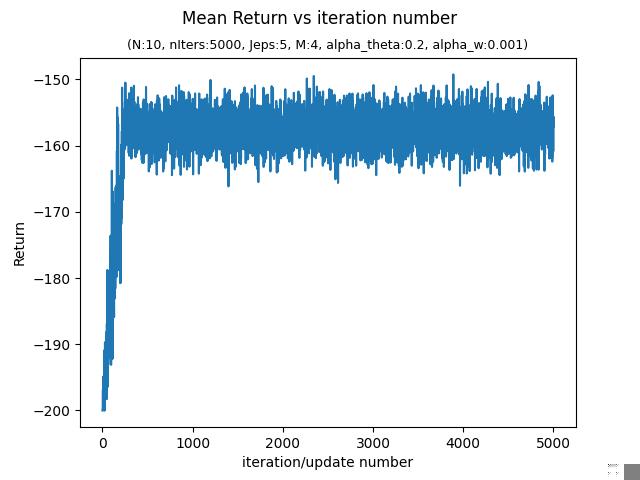 Mean Return vs iteration number
(N:10, nIters:5000, Jeps:5, M:4, alpha_theta:0.2, alpha_w:0.001)
−150
−160
−170
−180
−190
−200
Return
0 1000 2000 3000 4000 5000
iteration/update number